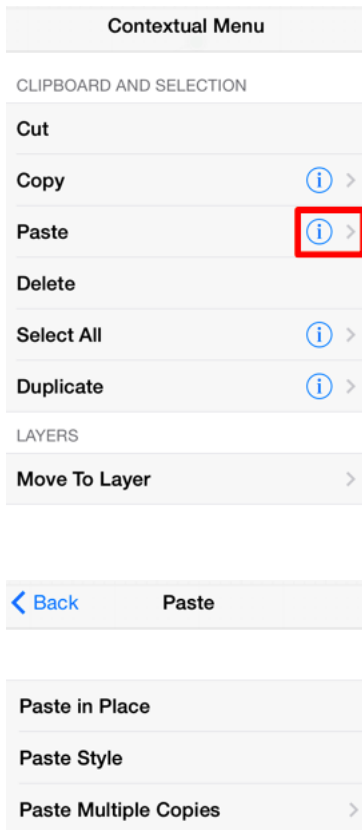 Contextual Menu
CLIPBOARD AND SELECTION
Cut
Copy
Paste
Delete
Select All
Duplicate
LAYERS
Move To Layer
Back Paste
Paste in Place
Paste Style
Paste Multiple Copies